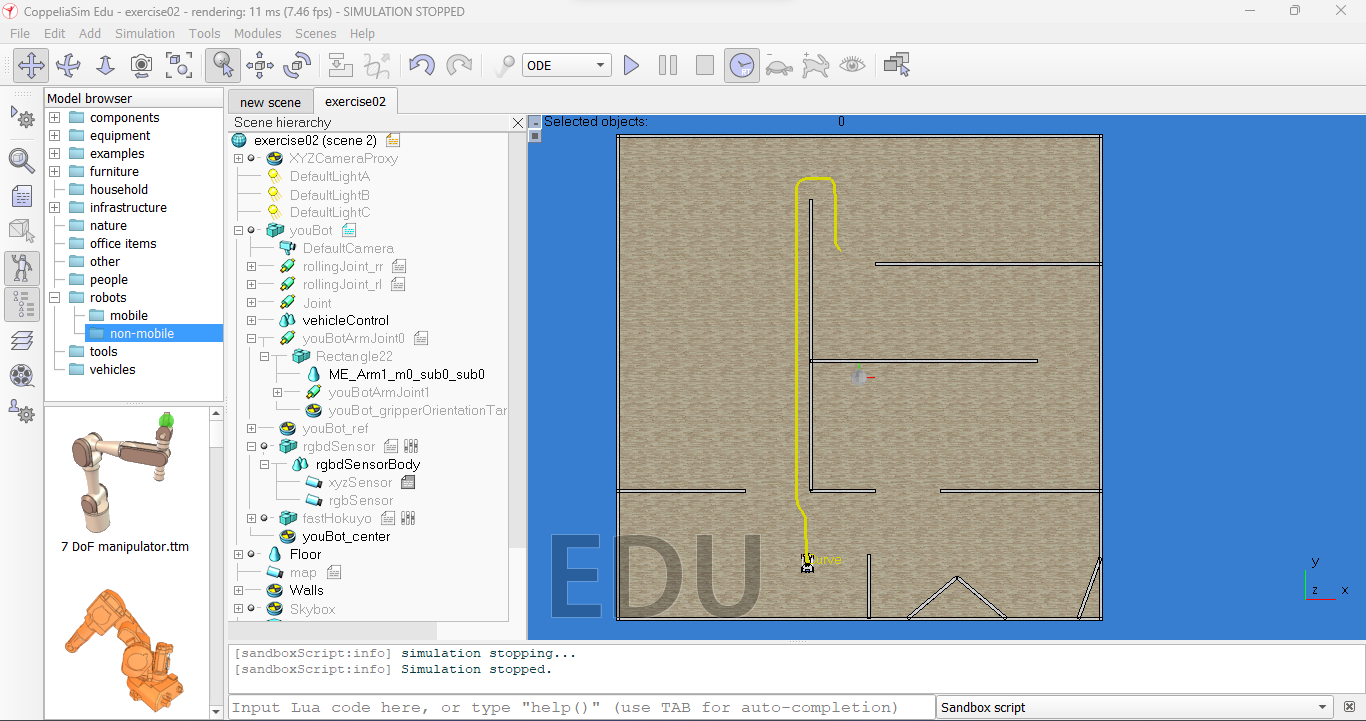 CoppeliaSim Edu - exercise02 - rendering: 11 ms (7.46 fps) - SIMULATION STOPPED
File Edit Add Simulation Tools Modules Scenes Help
ODE
Model browser
components
equipment
examples
furniture
household
infrastructure
nature
office items
other
people
robots
mobile
non-mobile
tools
vehicles
7 DoF manipulator.ttm
new scene
exercise02
Scene hierarchy
exercise02 (scene 2)
XYZCameraProxy
DefaultLightA
DefaultLightB
DefaultLightC
youBot
DefaultCamera
rollingJoint_rr
rollingJoint_rl
Joint
vehicleControl
youBotArmJoint0
Rectangle22
ME_Arm1_m0_sub0_sub0
youBotArmJoint1
youBot_gripperOrientationTar
youBot_ref
rgbdSensor
rgbdSensorBody
xyzSensor
rgbSensor
fastHokuyo
youBot_center
Floor
map
Walls
Skybox
Selected objects: 0
urve
EDU
y
z x
[sandboxScript:info] simulation stopping...
[sandboxScript:info] Simulation stopped.
Input Lua code here, or type "help()" (use TAB for auto-completion)
Sandbox script